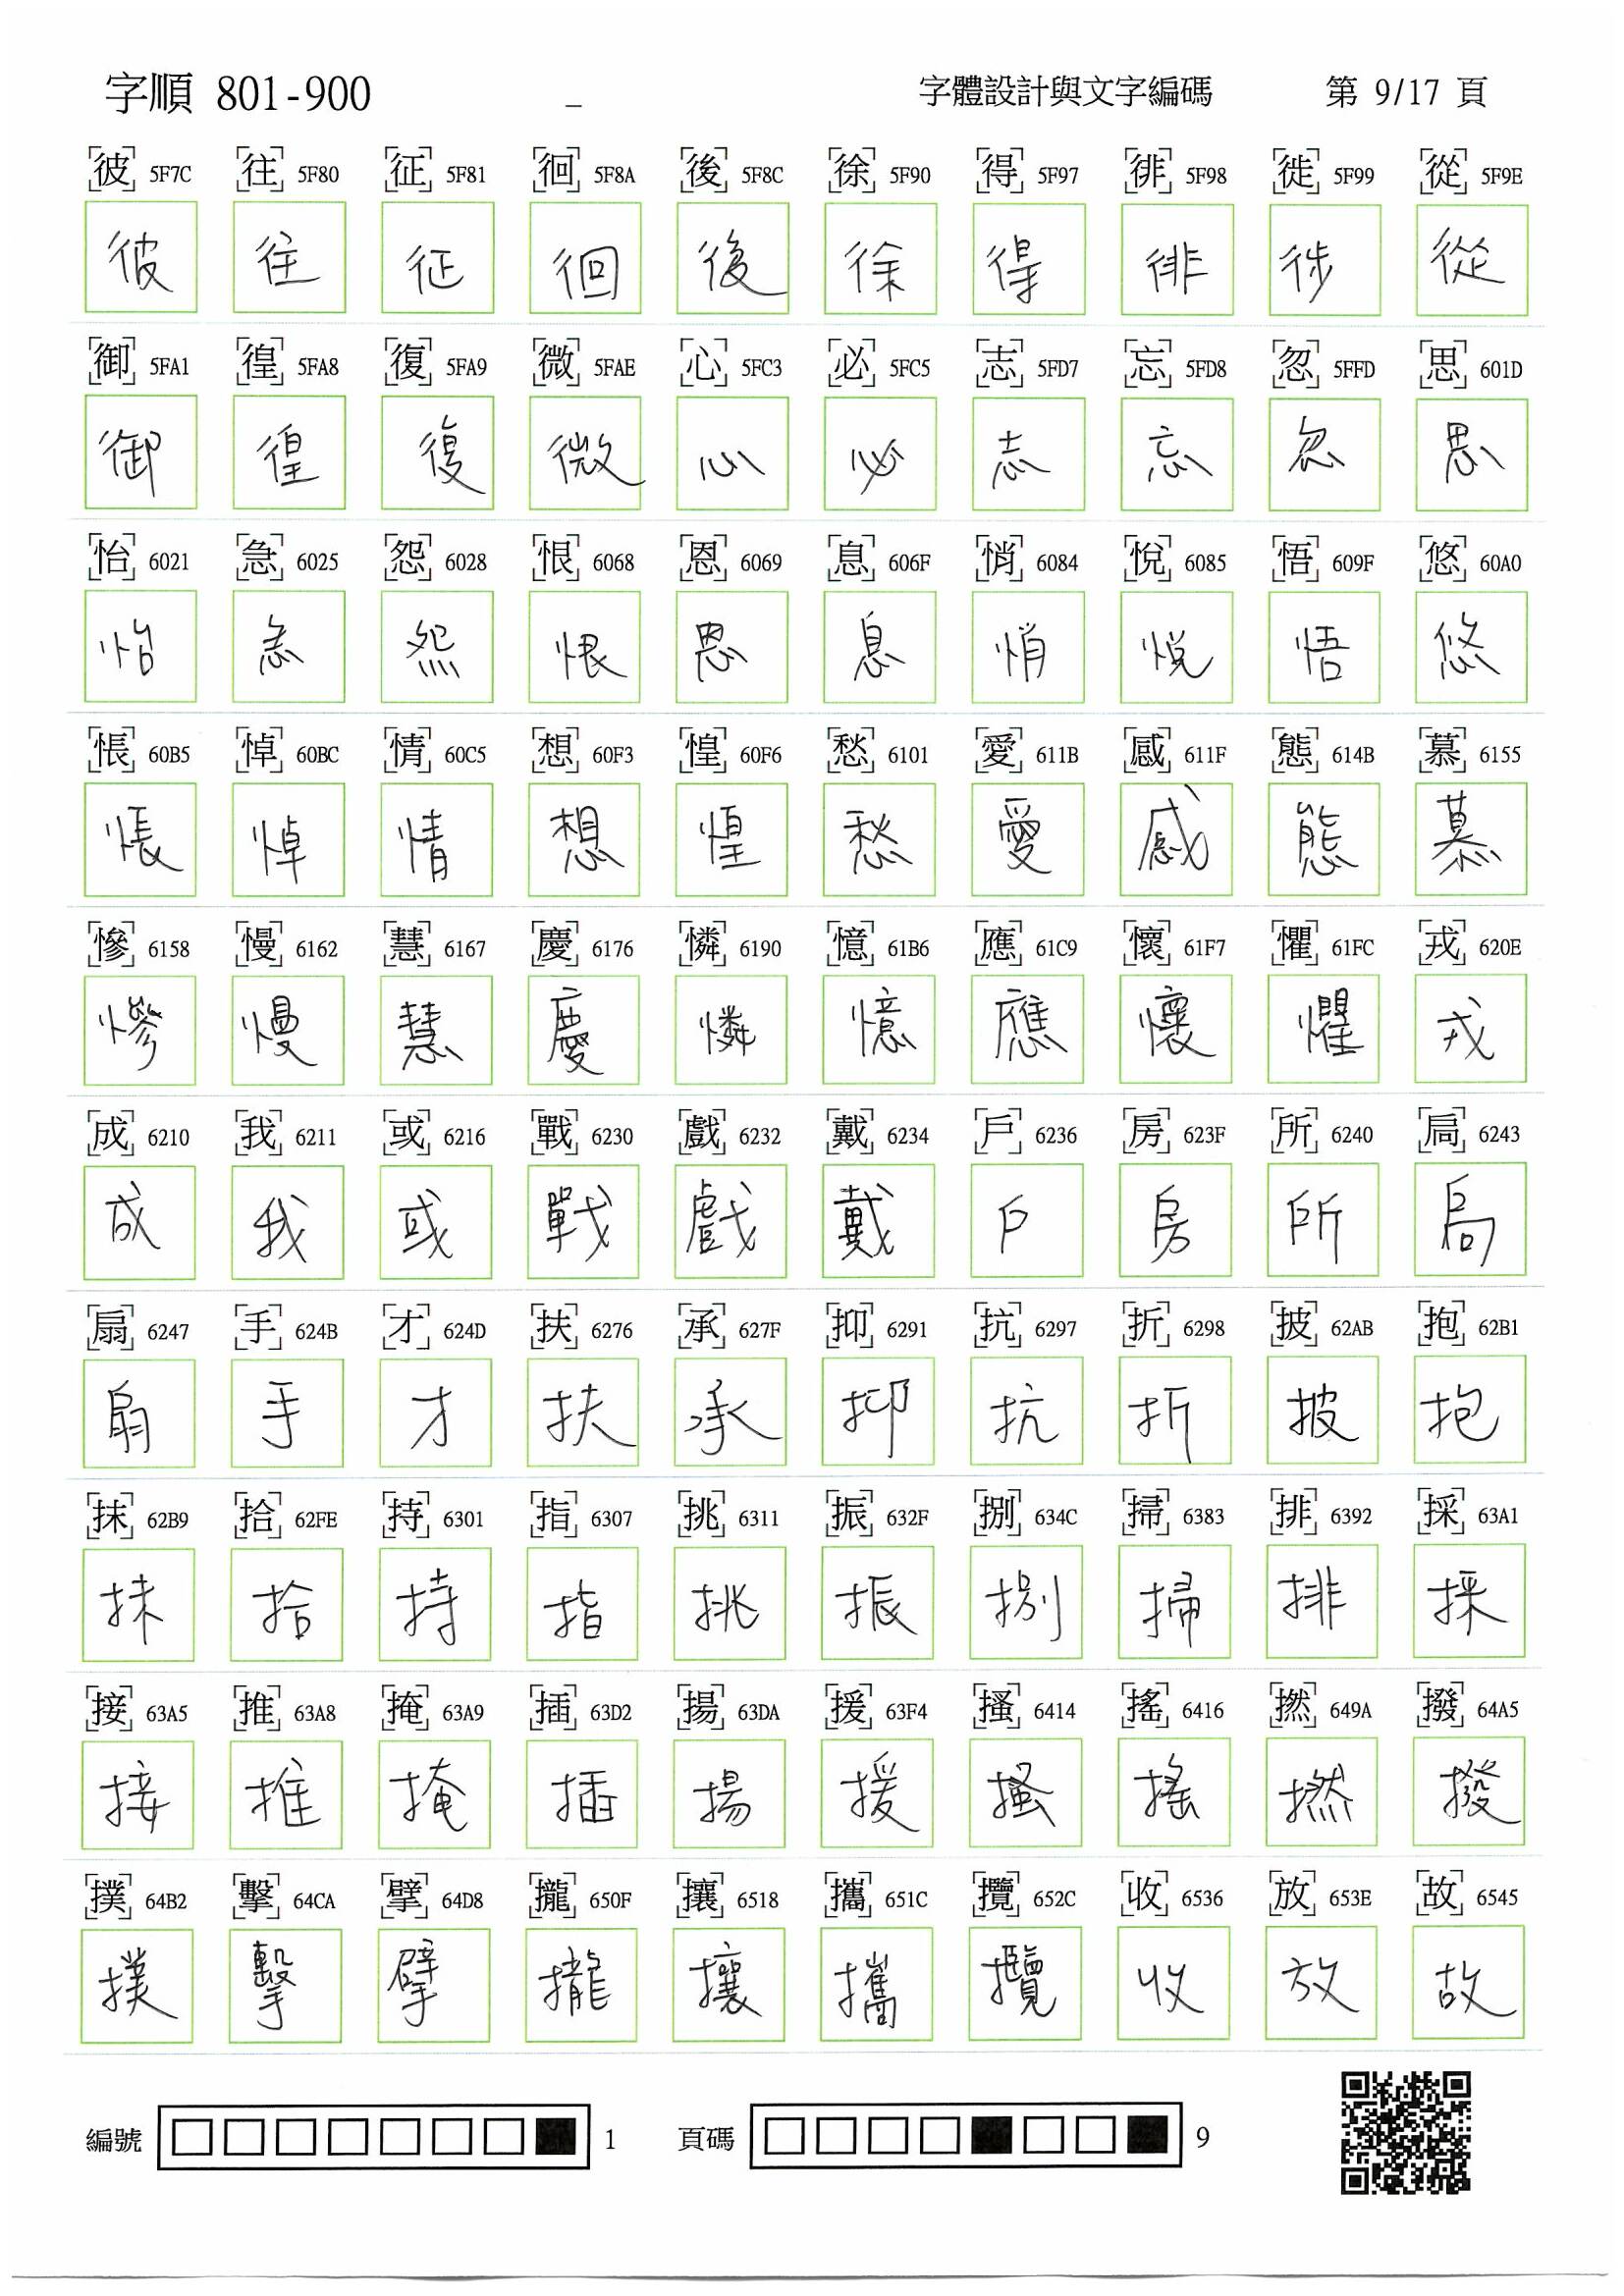 字順 801-900 _ 字體設計與文字編碼 第 9/17 頁
彼 5F7C 往 5F80 征 5F81 徊 5F8A 後 5F8C 徐 5F90 得 5F97 徘 5F98 徙 5F99 從 5F9E
彼 往 征 徊 後 徐 得 徘 徙 從
御 5FA1 徨 5FA8 復 5FA9 微 5FAE 心 5FC3 必 5FC5 志 5FD7 忘 5FD8 忽 5FFD 思 601D
御 徨 復 微 心 必 志 忘 忽 思
怡 6021 急 6025 怨 6028 恨 6068 恩 6069 息 606F 悄 6084 悅 6085 悟 609F 悠 60A0
怡 急 怨 恨 恩 息 悄 悅 悟 悠
悵 60B5 悼 60BC 情 60C5 想 60F3 惶 60F6 愁 6101 愛 611B 感 611F 態 614B 慕 6155
悵 悼 情 想 惶 愁 愛 感 態 慕
慘 6158 慢 6162 慧 6167 慶 6176 憐 6190 憶 61B6 應 61C9 懷 61F7 懼 61FC 戎 620E
慘 慢 慧 慶 憐 憶 應 懷 懼 戎
成 6210 我 6211 或 6216 戰 6230 戲 6232 戴 6234 戶 6236 房 623F 所 6240 扃 6243
成 我 或 戰 戲 戴 戶 房 所 扃
扇 6247 手 624B 才 624D 扶 6276 承 627F 抑 6291 抗 6297 折 6298 披 62AB 抱 62B1
扇 手 才 扶 承 抑 抗 折 披 抱
抹 62B9 拾 62FE 持 6301 指 6307 挑 6311 振 632F 捌 634C 掃 6383 排 6392 採 63A1
抹 拾 持 指 挑 振 捌 掃 排 採
接 63A5 推 63A8 掩 63A9 插 63D2 揚 63DA 援 63F4 搔 6414 搖 6416 撚 649A 撥 64A5
接 推 掩 插 揚 援 搔 搖 撚 撥
撲 64B2 擊 64CA 擘 64D8 攏 650F 攘 6518 攜 651C 攬 652C 收 6536 放 653E 故 6545
撲 擊 擘 攏 攘 攜 攬 收 放 故
編號 1 頁碼 9